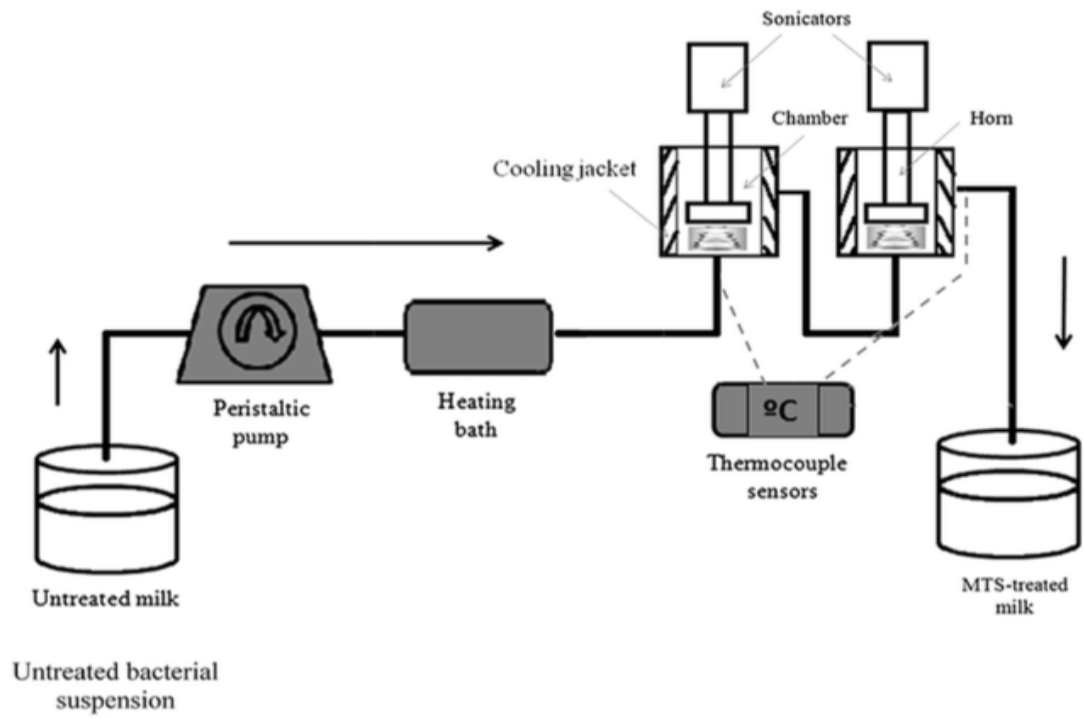 Sonicators
Chamber
Horn
Cooling jacket
Peristaltic
pump
Heating
bath
ºC
Thermocouple
sensors
Untreated milk
MTS-treated
milk
Untreated bacterial
suspension